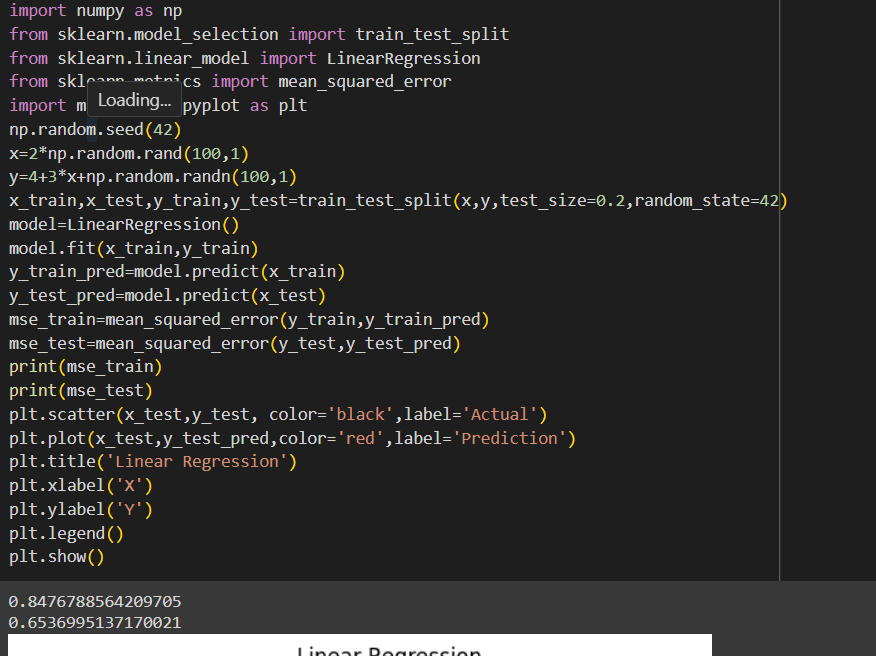 import numpy as np
from sklearn.model_selection import train_test_split
from sklearn.linear_model import LinearRegression
from sklearn.metrics import mean_squared_error
import m pyplot as plt
Loading...
np.random.seed(42)
x=2*np.random.rand(100,1)
y=4+3*x+np.random.randn(100,1)
x_train,x_test,y_train,y_test=train_test_split(x,y,test_size=0.2,random_state=42)
model=LinearRegression()
model.fit(x_train,y_train)
y_train_pred=model.predict(x_train)
y_test_pred=model.predict(x_test)
mse_train=mean_squared_error(y_train,y_train_pred)
mse_test=mean_squared_error(y_test,y_test_pred)
print(mse_train)
print(mse_test)
plt.scatter(x_test,y_test, color='black',label='Actual')
plt.plot(x_test,y_test_pred,color='red',label='Prediction')
plt.title('Linear Regression')
plt.xlabel('X')
plt.ylabel('Y')
plt.legend()
plt.show()
0.8476788564209705
0.6536995137170021
Linear Regression